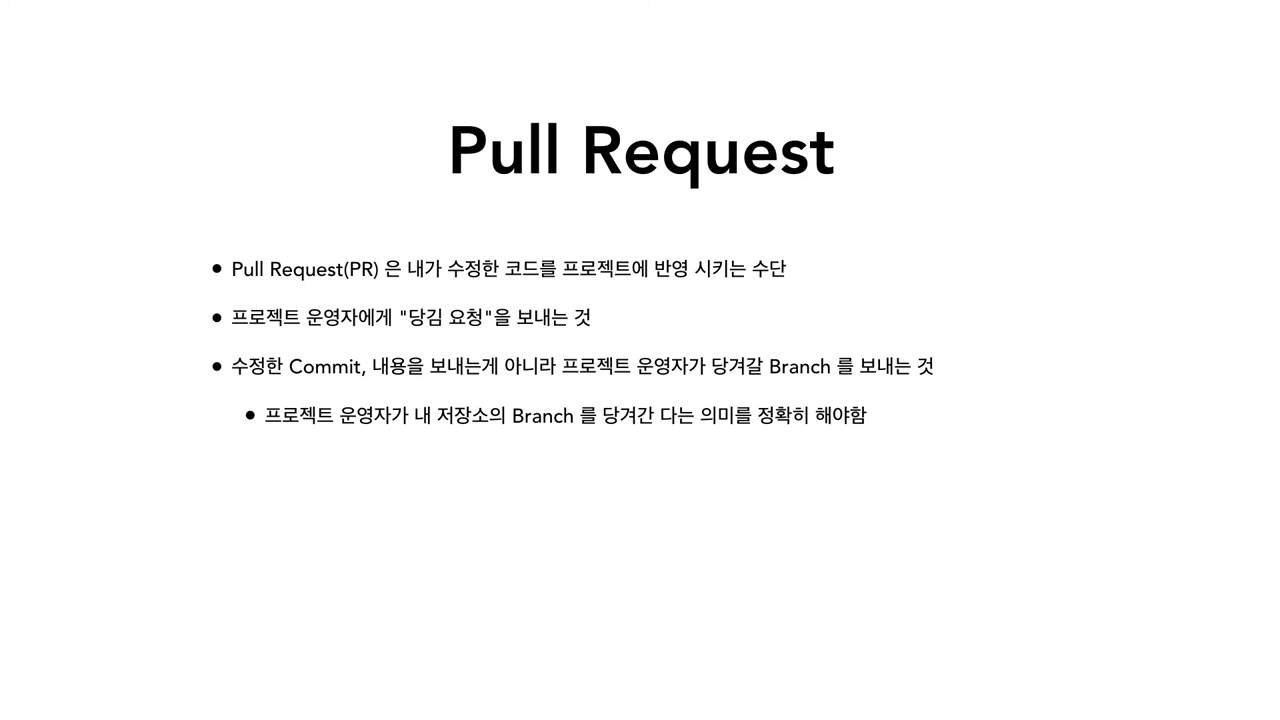 Pull Request
• Pull Request(PR) 은 내가 수정한 코드를 프로젝트에 반영 시키는 수단
• 프로젝트 운영자에게 "당김 요청"을 보내는 것
• 수정한 Commit, 내용을 보내는게 아니라 프로젝트 운영자가 당겨갈 Branch 를 보내는 것
• 프로젝트 운영자가 내 저장소의 Branch 를 당겨간 다는 의미를 정확히 해야함